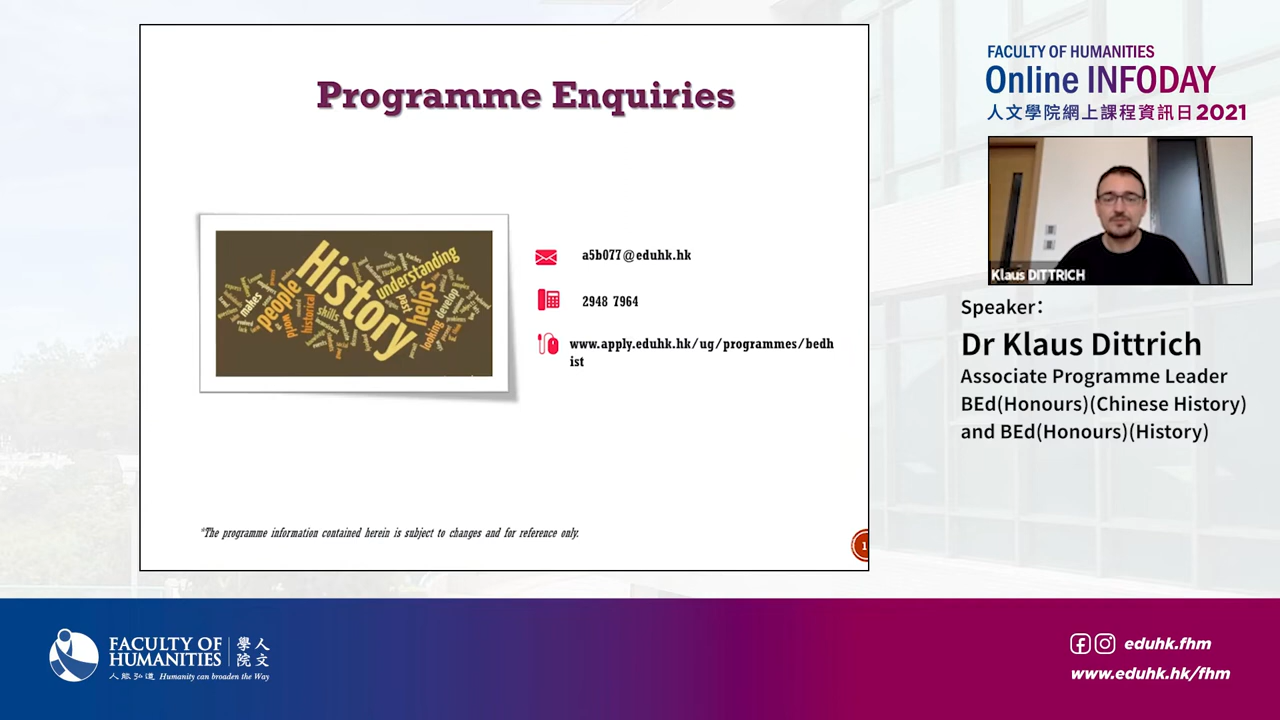 Programme Enquiries
History
understanding
people
helps
makes
historical
skills
past
develop
looking
world
a5b077@eduhk.hk
2948 7964
www.apply.eduhk.hk/ug/programmes/bedh
ist
*The programme information contained herein is subject to changes and for reference only.
1
FACULTY OF HUMANITIES
Online INFODAY
人文學院網上課程資訊日2021
Klaus DITTRICH
Speaker:
Dr Klaus Dittrich
Associate Programme Leader
BEd(Honours)(Chinese History)
and BEd(Honours)(History)
FACULTY OF
HUMANITIES
學人
院文
人能弘道 Humanity can broaden the Way
eduhk.fhm
www.eduhk.hk/fhm